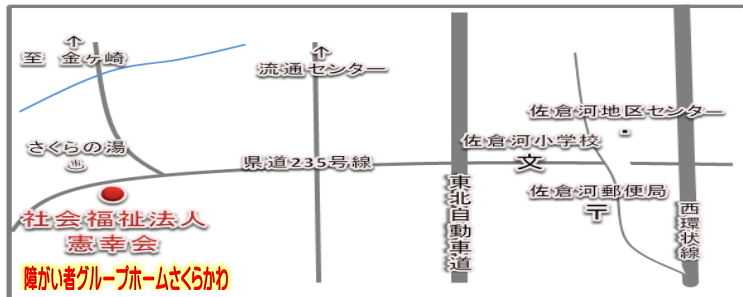 ↑
至 金ヶ崎
↑
流通センター
佐倉河地区センター
佐倉河小学校
文
さくらの湯
♨
県道235号線
東北自動車道
佐倉河郵便局
〒
西環状線
社会福祉法人
憲幸会
障がい者グループホームさくらかわ